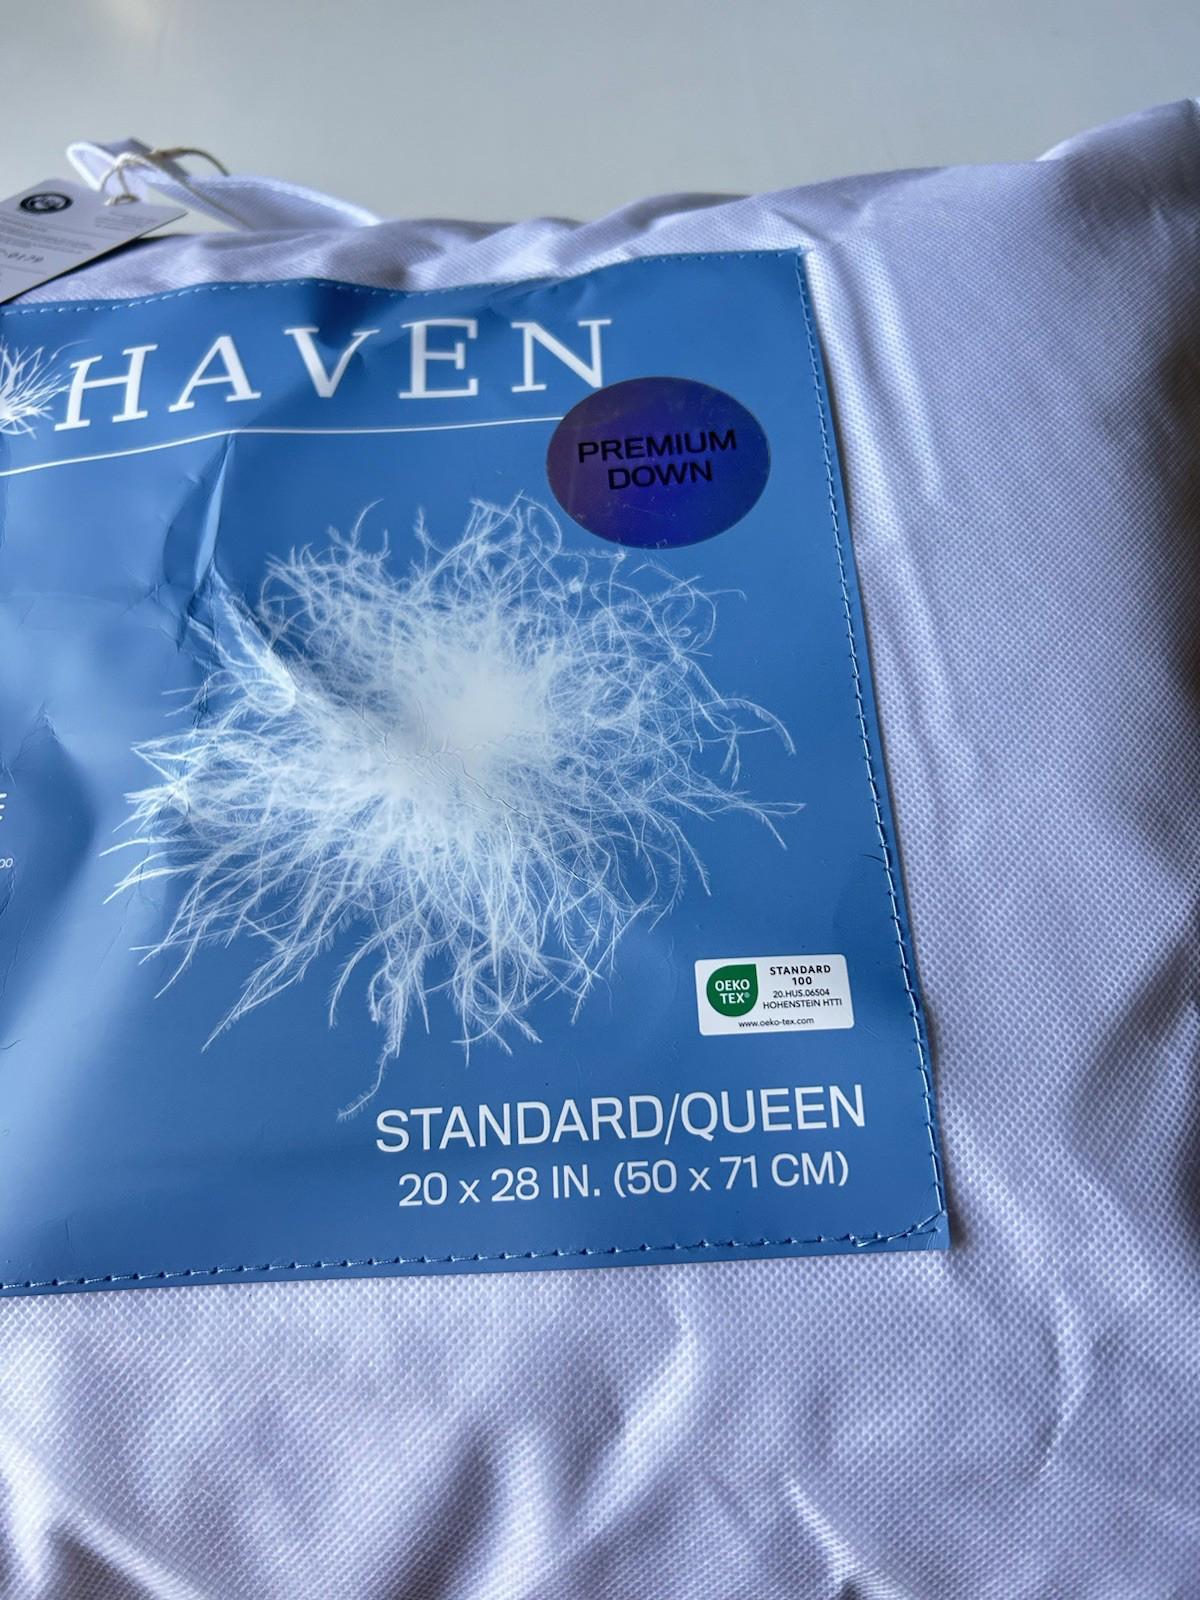 HAVEN
PREMIUM
DOWN
OEKO
TEX®
STANDARD
100
20.HUS.06504
HOHENSTEIN HTTI
www.oeko-tex.com
STANDARD/QUEEN
20 x 28 IN. (50 x 71 CM)